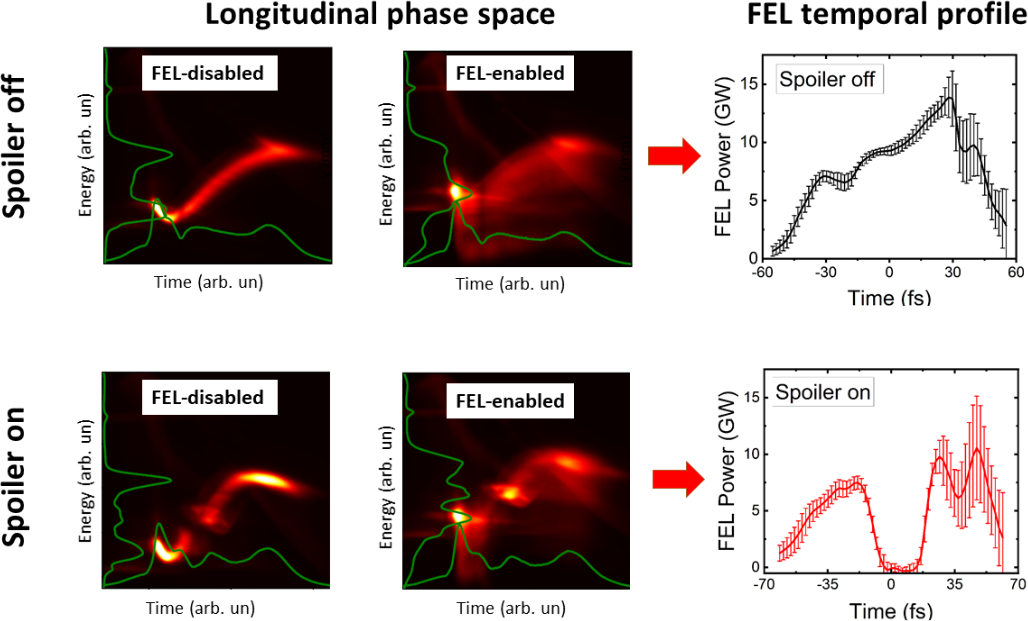 Longitudinal phase space
FEL temporal profile
Spoiler off
FEL-disabled
Energy (arb. un)
Time (arb. un)
FEL-enabled
Energy (arb. un)
Time (arb. un)
Spoiler off
FEL Power (GW)
15
10
5
0
-60 -30 0 30 60
Time (fs)
Spoiler on
FEL-disabled
Energy (arb. un)
Time (arb. un)
FEL-enabled
Energy (arb. un)
Time (arb. un)
Spoiler on
FEL Power (GW)
15
10
5
0
-70 -35 0 35 70
Time (fs)